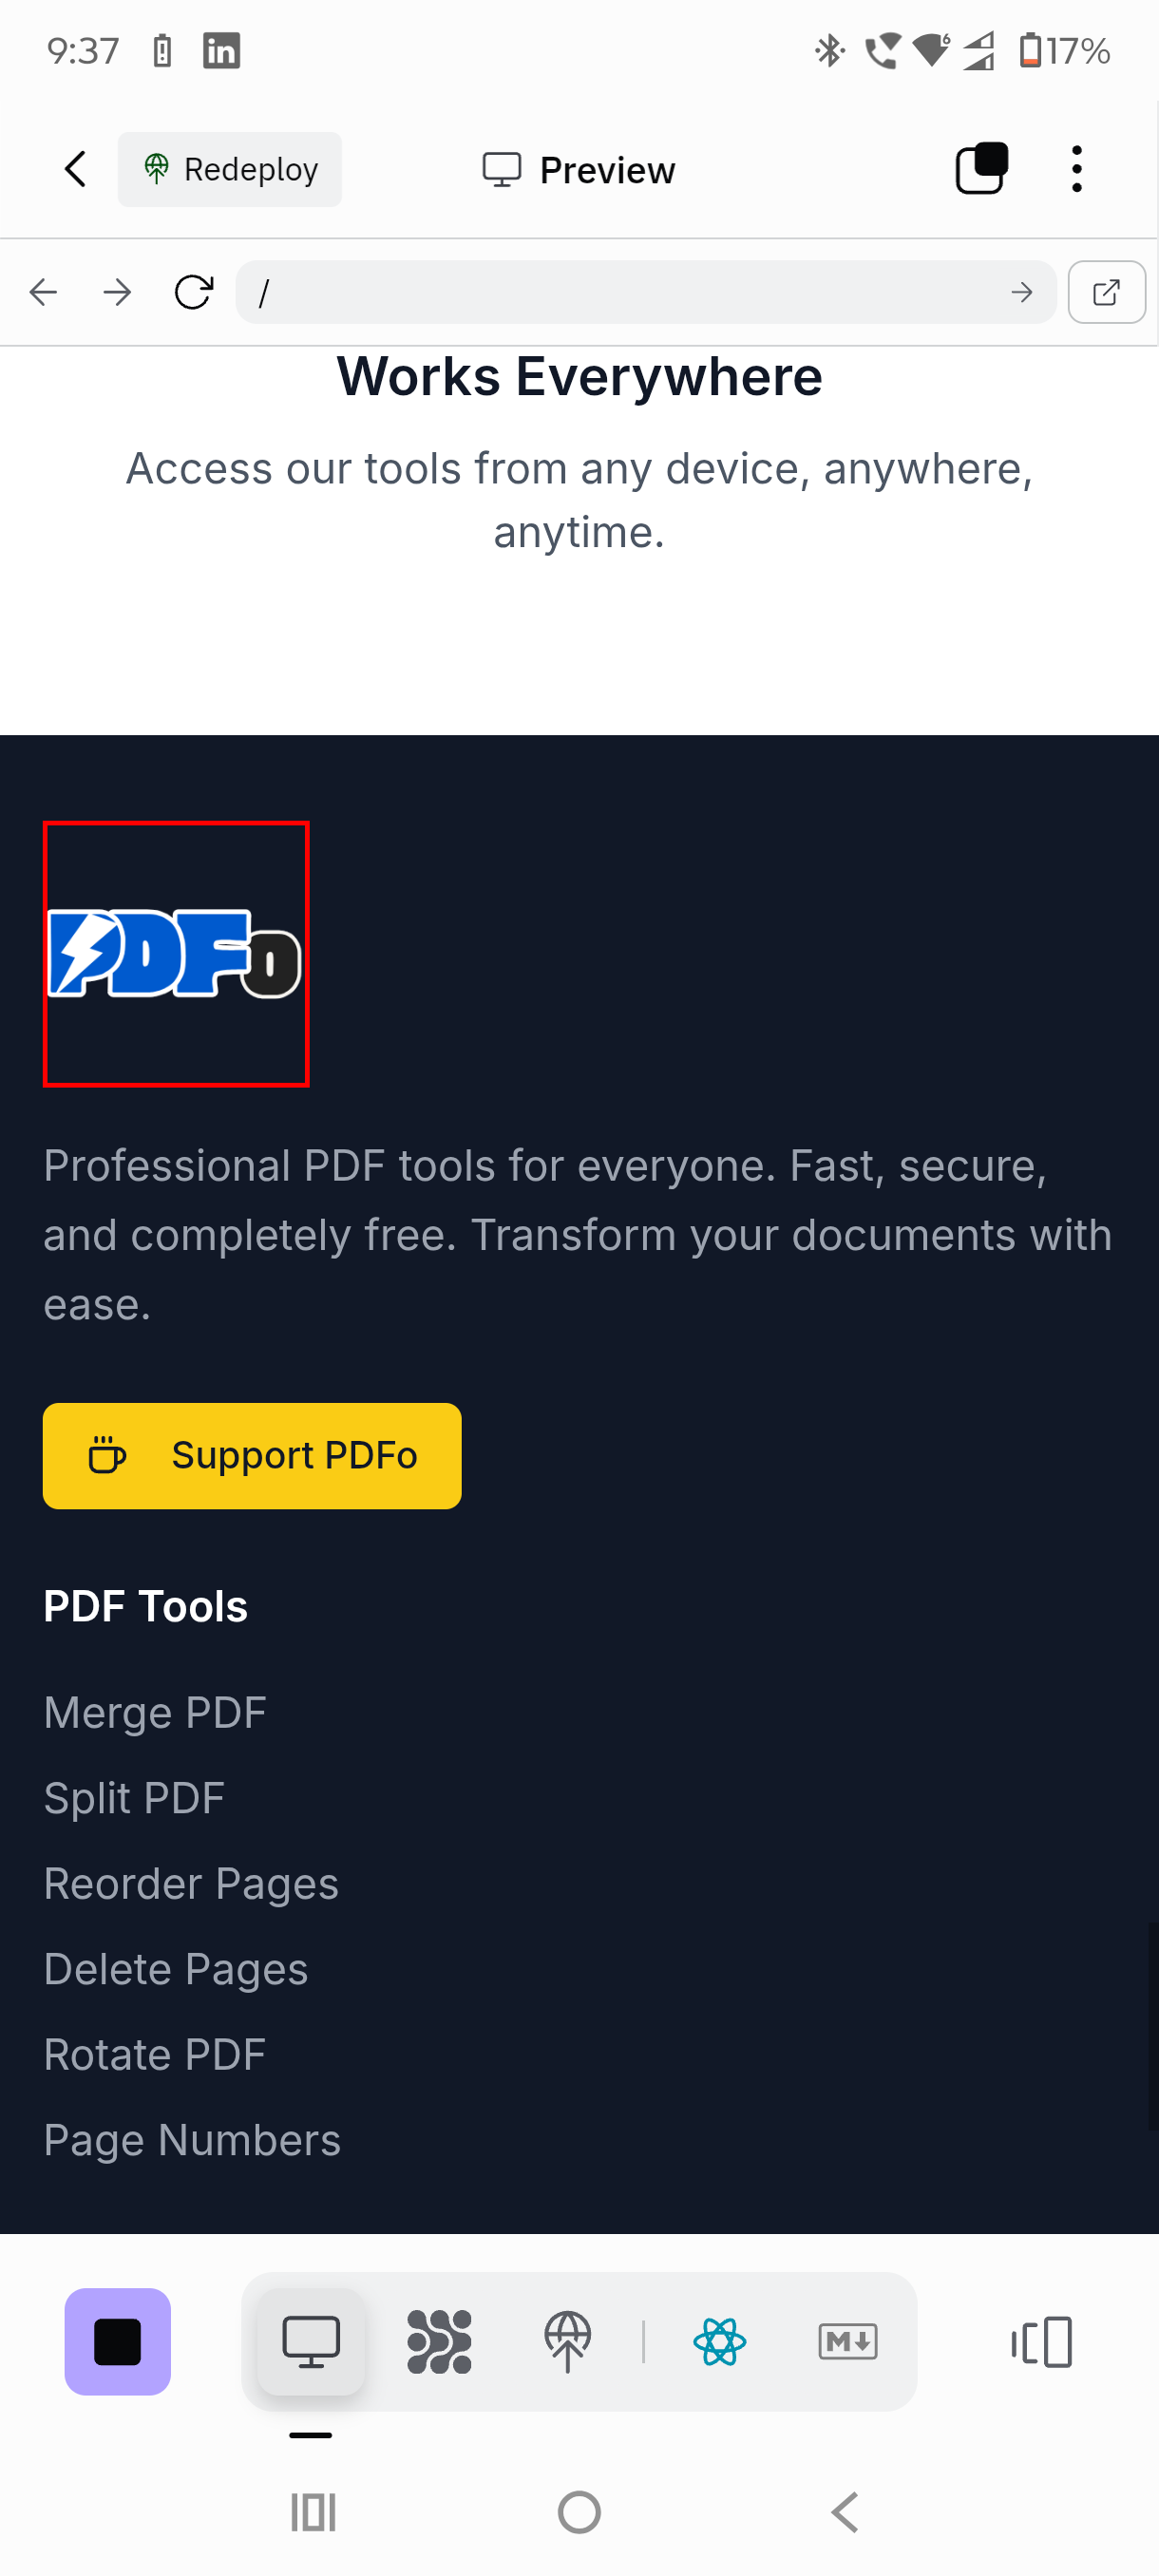 9:37
in
6
17%
Redeploy
Preview
/
Works Everywhere
Access our tools from any device, anywhere,
anytime.
PDFo
Professional PDF tools for everyone. Fast, secure,
and completely free. Transform your documents with
ease.
Support PDFo
PDF Tools
Merge PDF
Split PDF
Reorder Pages
Delete Pages
Rotate PDF
Page Numbers
M